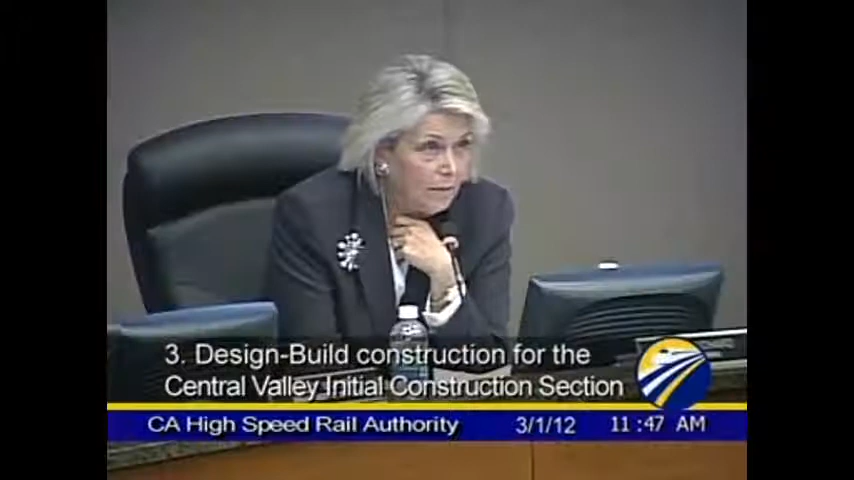 3. Design-Build construction for the
Central Valley Initial Construction Section
CA High Speed Rail Authority 3/1/12 11:47 AM